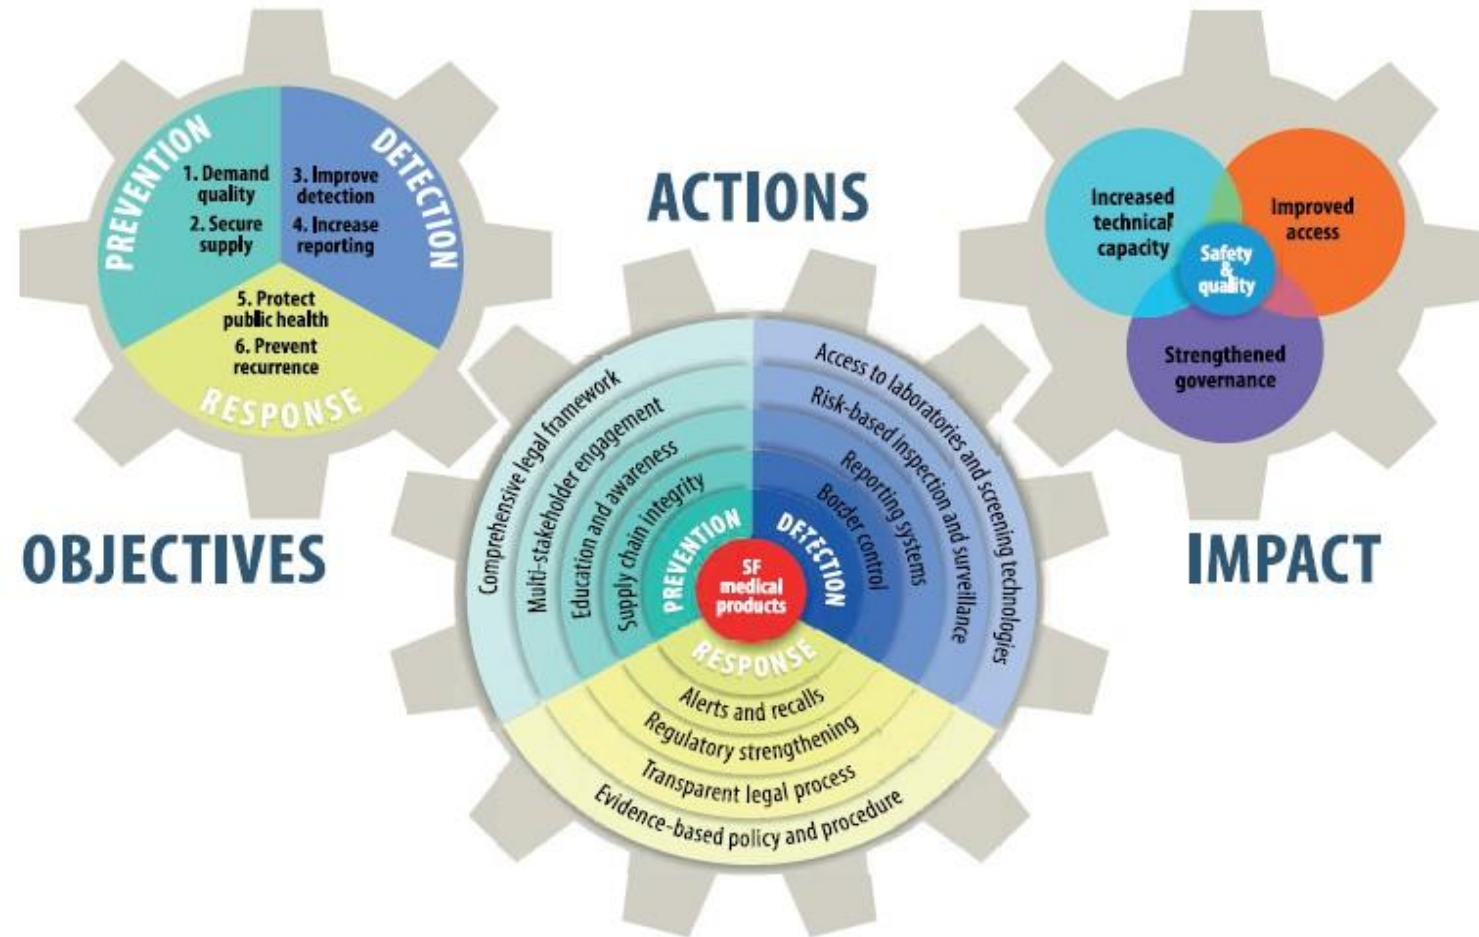 PREVENTION
1. Demand
quality
2. Secure
supply
DETECTION
3. Improve
detection
4. Increase
reporting
5. Protect
public health
6. Prevent
recurrence
RESPONSE
OBJECTIVES
ACTIONS
Comprehensive legal framework
Multi-stakeholder engagement
Education and awareness
Supply chain integrity
PREVENTION
Access to laboratories and screening technologies
Risk-based inspection and surveillance
Reporting systems
Border control
DETECTION
SF
medical
products
RESPONSE
Alerts and recalls
Regulatory strengthening
Transparent legal process
Evidence-based policy and procedure
Increased
technical
capacity
Improved
access
Safety
&
quality
Strengthened
governance
IMPACT